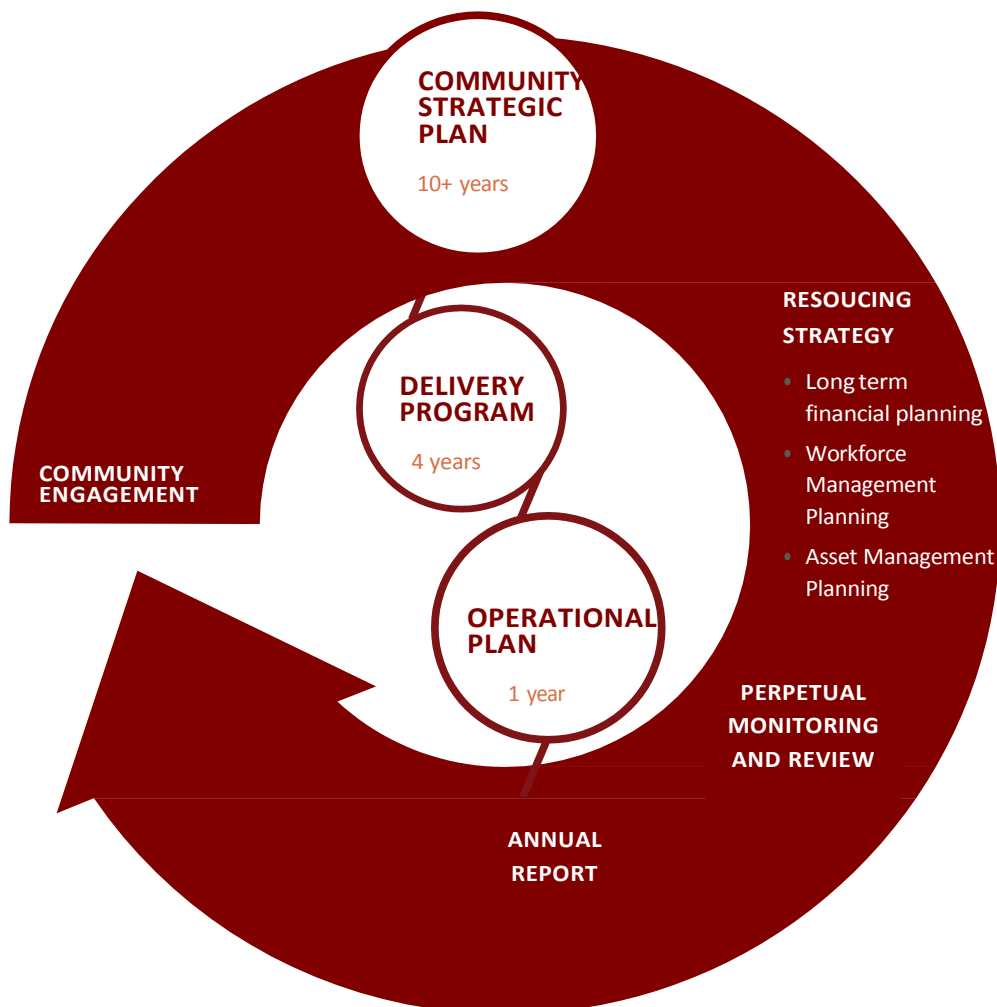 COMMUNITY
STRATEGIC
PLAN
10+ years
RESOUCING
STRATEGY
• Long term
financial planning
• Workforce
Management
Planning
• Asset Management
Planning
DELIVERY
PROGRAM
4 years
COMMUNITY
ENGAGEMENT
OPERATIONAL
PLAN
1 year
PERPETUAL
MONITORING
AND REVIEW
ANNUAL
REPORT